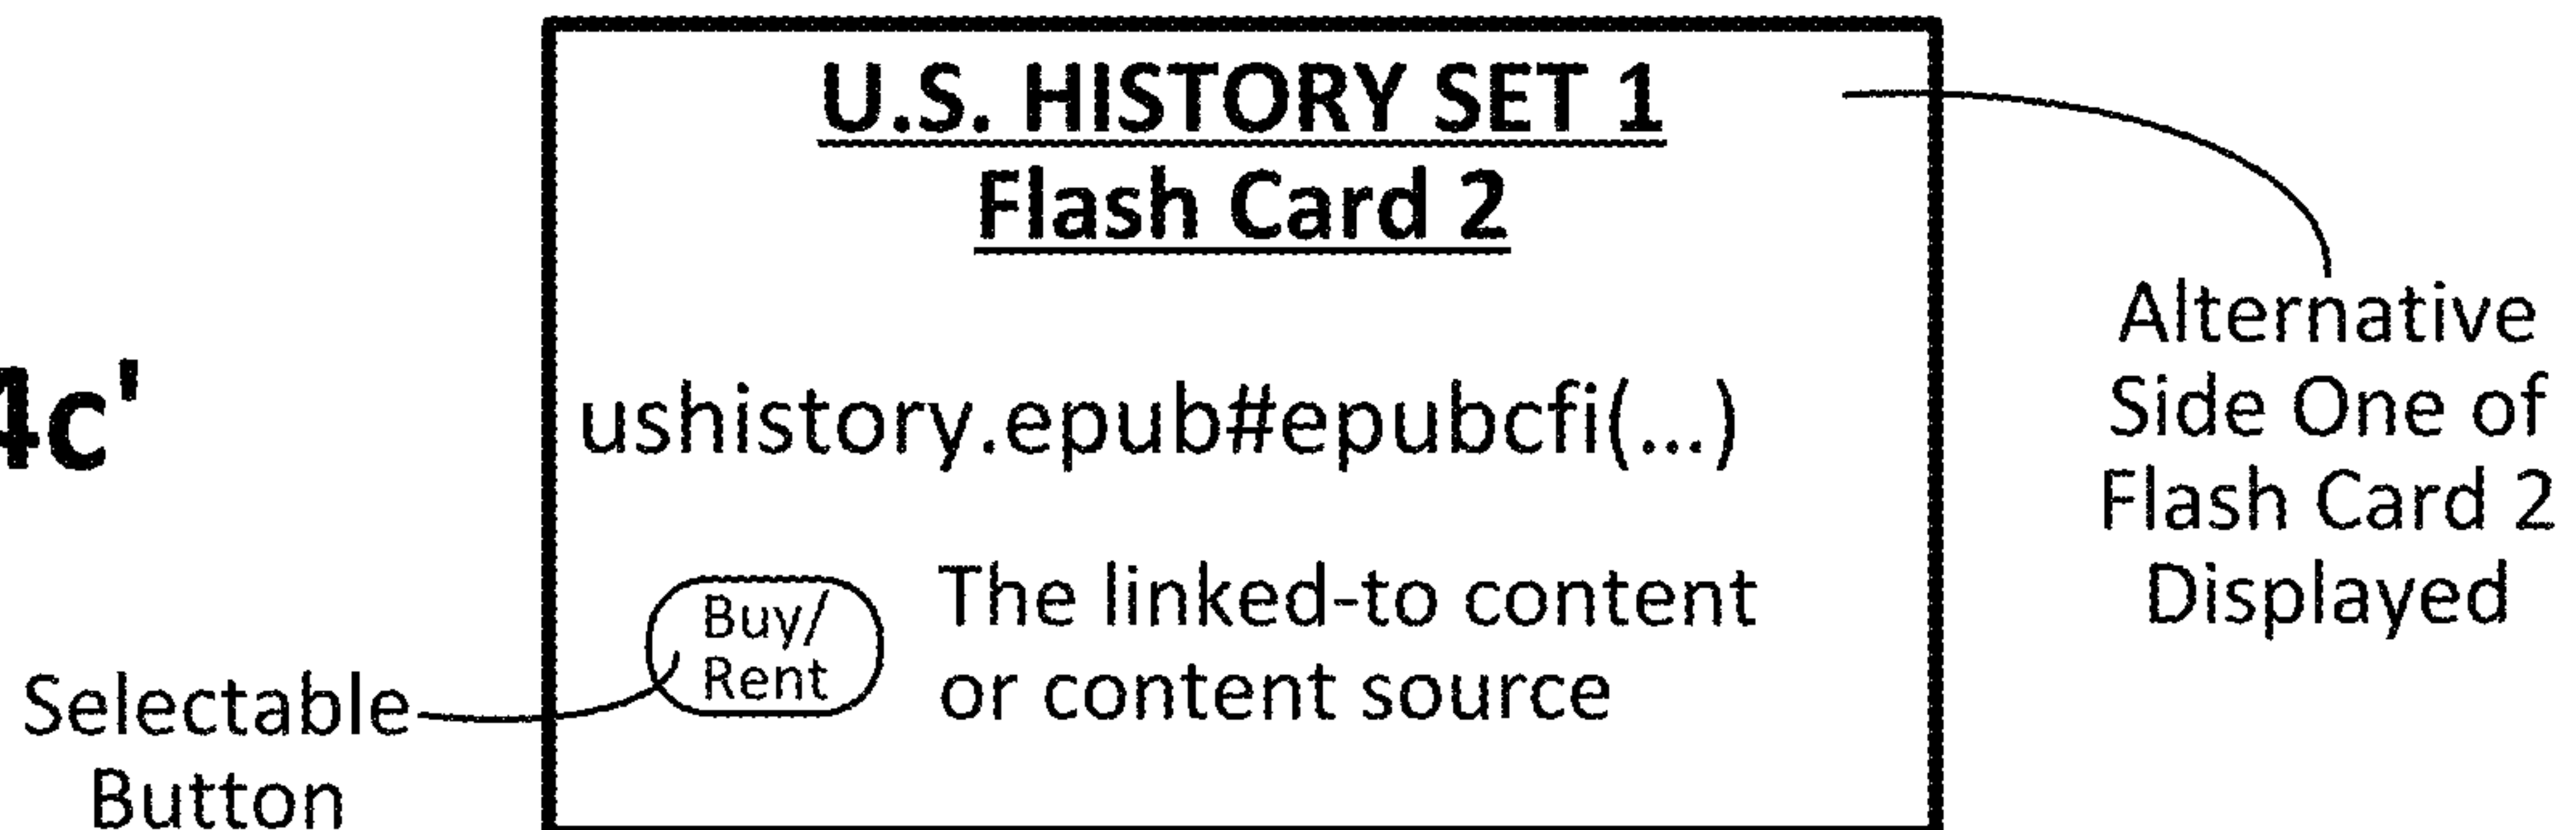 U.S. HISTORY SET 1
Flash Card 2
4c'
ushistory.epub#epubcfi(...)
Buy/
Rent
The linked-to content
or content source
Selectable
Button
Alternative
Side One of
Flash Card 2
Displayed